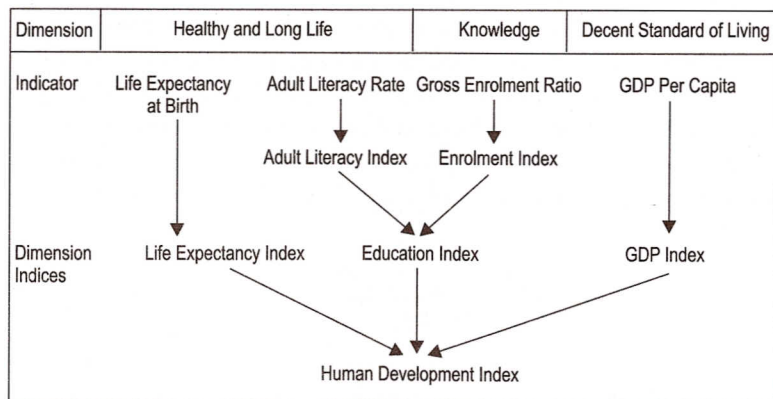 Dimension Healthy and Long Life Knowledge Decent Standard of Living
Indicator Life Expectancy Adult Literacy Rate Gross Enrolment Ratio GDP Per Capita
at Birth
Adult Literacy Index Enrolment Index
Dimension Life Expectancy Index Education Index GDP Index
Indices
Human Development Index